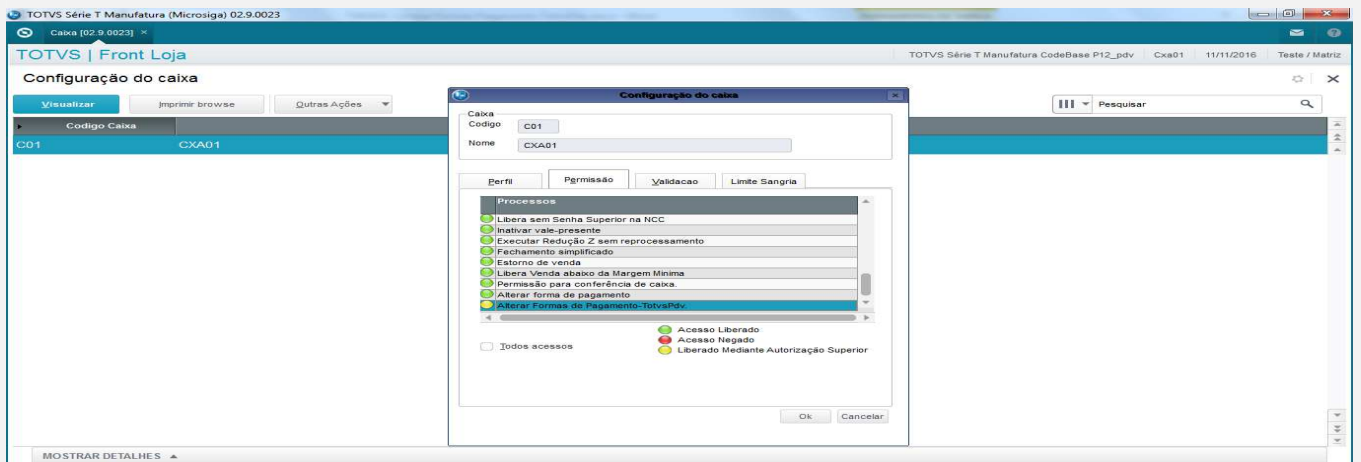 TOTVS Série T Manufatura (Microsiga) 02.9.0023
Caixa [02.9.0023] ×
TOTVS | Front Loja
TOTVS Série T Manufatura CodeBase P12_pdv Cxa01 11/11/2016 Teste / Matriz
Configuração do caixa
Visualizar Imprimir browse Outras Ações Pesquisar
Codigo Caixa
C01 CXA01
Configuração do caixa
Caixa
Codigo C01
Nome CXA01
Perfil Permissão Validacao Limite Sangria
Processos
Libera sem Senha Superior na NCC
Inativar vale-presente
Executar Redução Z sem reprocessamento
Fechamento simplificado
Estorno de venda
Libera Venda abaixo da Margem Minima
Permissão para conferência de caixa.
Alterar forma de pagamento
Alterar Formas de Pagamento-TotvsPdv.
Acesso Liberado
Acesso Negado
Todos acessos
Liberado Mediante Autorização Superior
Ok Cancelar
MOSTRAR DETALHES